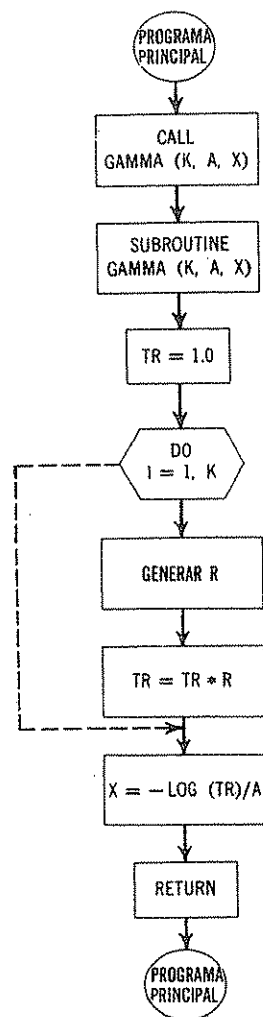 PROGRAMA
PRINCIPAL
CALL
GAMMA (K, A, X)
SUBROUTINE
GAMMA (K, A, X)
TR = 1.0
DO
I = 1, K
GENERAR R
TR = TR * R
X = —LOG (TR)/A
RETURN
PROGRAMA
PRINCIPAL